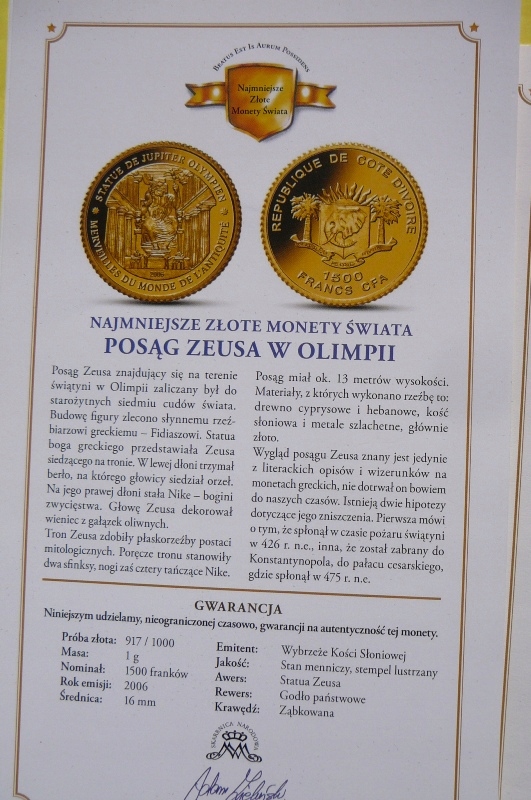 Beatus Est Is Aurum Possidens
Najmniejsze
Złote
Monety Świata
STATUE DE JUPITER OLYMPIEN
MERVEILLES DU MONDE DE L'ANTIQUITÉ
2006
REPUBLIQUE DE COTE D'IVOIRE
1500
FRANCS CFA
NAJMNIEJSZE ZŁOTE MONETY ŚWIATA
POSĄG ZEUSA W OLIMPII
Posąg Zeusa znajdujący się na terenie
świątyni w Olimpii zaliczany był do
starożytnych siedmiu cudów świata.
Budowę figury zlecono słynnemu rzeź-
biarzowi greckiemu – Fidiaszowi. Statua
boga greckiego przedstawiała Zeusa
siedzącego na tronie. W lewej dłoni trzymał
berło, na którego głowicy siedział orzeł.
Na jego prawej dłoni stała Nike – bogini
zwycięstwa. Głowę Zeusa dekorował
wieniec z gałązek oliwnych.
Tron Zeusa zdobiły płaskorzeźby postaci
mitologicznych. Poręcze tronu stanowiły
dwa sfinksy, nogi zaś cztery tańczące Nike.
Posąg miał ok. 13 metrów wysokości.
Materiały, z których wykonano rzeźbę to:
drewno cyprysowe i hebanowe, kość
słoniowa i metale szlachetne, głównie
złoto.
Wygląd posągu Zeusa znany jest jedynie
z literackich opisów i wizerunków na
monetach greckich, nie dotrwał on bowiem
do naszych czasów. Istnieją dwie hipotezy
dotyczące jego zniszczenia. Pierwsza mówi
o tym, że spłonął w czasie pożaru świątyni
w 426 r. n.e., inna, że został zabrany do
Konstantynopola, do pałacu cesarskiego,
gdzie spłonął w 475 r. n.e.
GWARANCJA
Niniejszym udzielamy, nieograniczonej czasowo, gwarancji na autentyczność tej monety.
Próba złota: 917 / 1000
Masa: 1 g
Nominał: 1500 franków
Rok emisji: 2006
Średnica: 16 mm
Emitent: Wybrzeże Kości Słoniowej
Jakość: Stan menniczy, stempel lustrzany
Awers: Statua Zeusa
Rewers: Godło państwowe
Krawędź: Ząbkowana
SKARBNICA NARODOWA